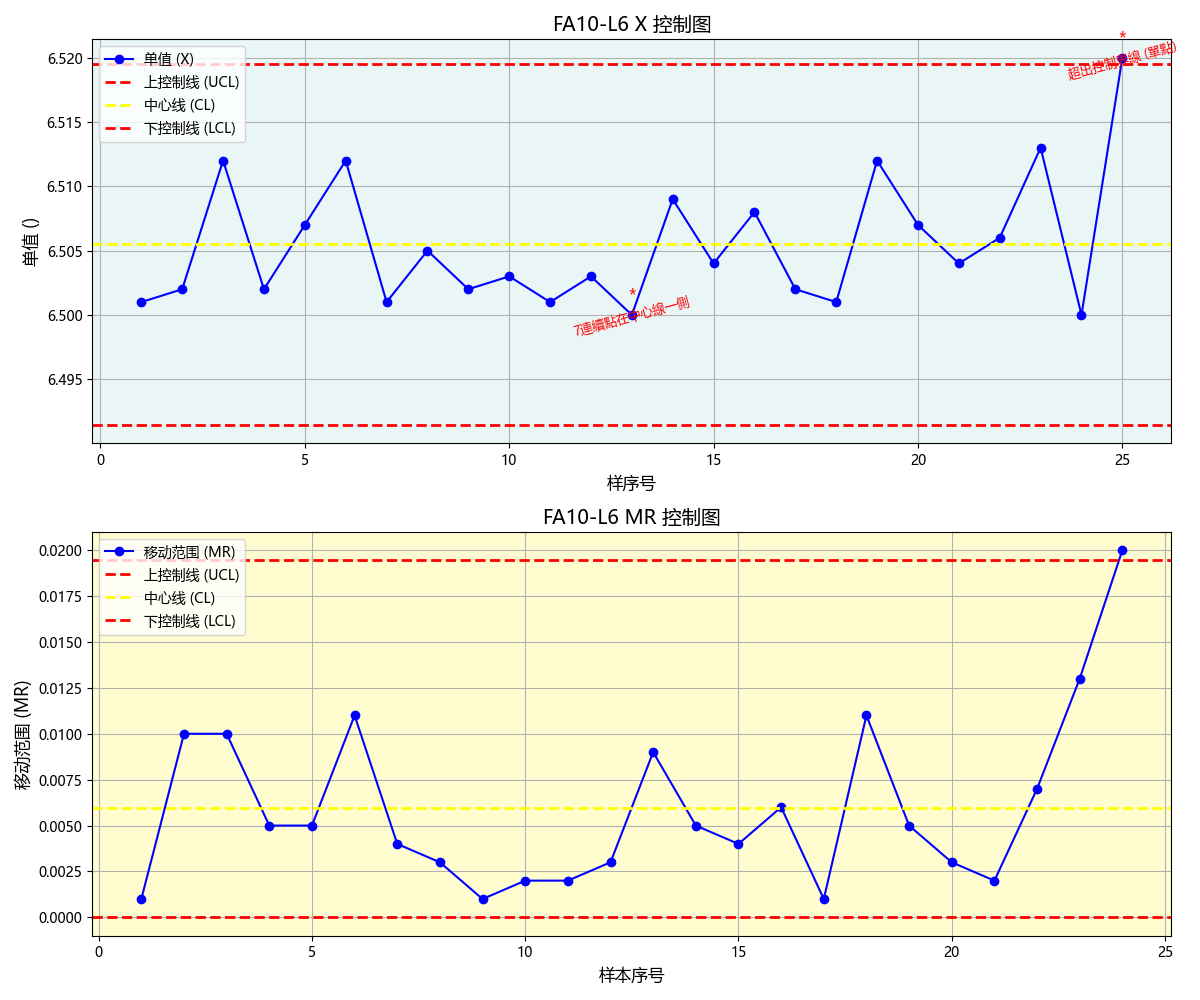 FA10-L6 X 控制图
单值 (X)
上控制线 (UCL)
中心线 (CL)
下控制线 (LCL)
*
超出控制界線 (單點)
*
7連續點在中心線一側
单值 ()
6.520
6.515
6.510
6.505
6.500
6.495
0
5
10
15
20
25
样序号
FA10-L6 MR 控制图
移动范围 (MR)
上控制线 (UCL)
中心线 (CL)
下控制线 (LCL)
移动范围 (MR)
0.0200
0.0175
0.0150
0.0125
0.0100
0.0075
0.0050
0.0025
0.0000
0
5
10
15
20
25
样本序号